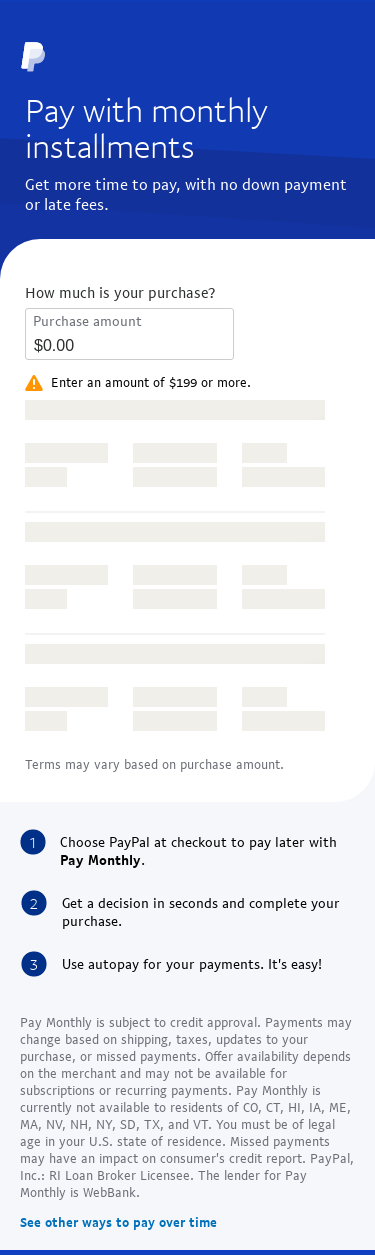 Pay with monthly
installments
Get more time to pay, with no down payment
or late fees.
How much is your purchase?
Purchase amount
$0.00
Enter an amount of $199 or more.
Terms may vary based on purchase amount.
1 Choose PayPal at checkout to pay later with
Pay Monthly.
2 Get a decision in seconds and complete your
purchase.
3 Use autopay for your payments. It's easy!
Pay Monthly is subject to credit approval. Payments may
change based on shipping, taxes, updates to your
purchase, or missed payments. Offer availability depends
on the merchant and may not be available for
subscriptions or recurring payments. Pay Monthly is
currently not available to residents of CO, CT, HI, IA, ME,
MA, NV, NH, NY, SD, TX, and VT. You must be of legal
age in your U.S. state of residence. Missed payments
may have an impact on consumer's credit report. PayPal,
Inc.: RI Loan Broker Licensee. The lender for Pay
Monthly is WebBank.
See other ways to pay over time